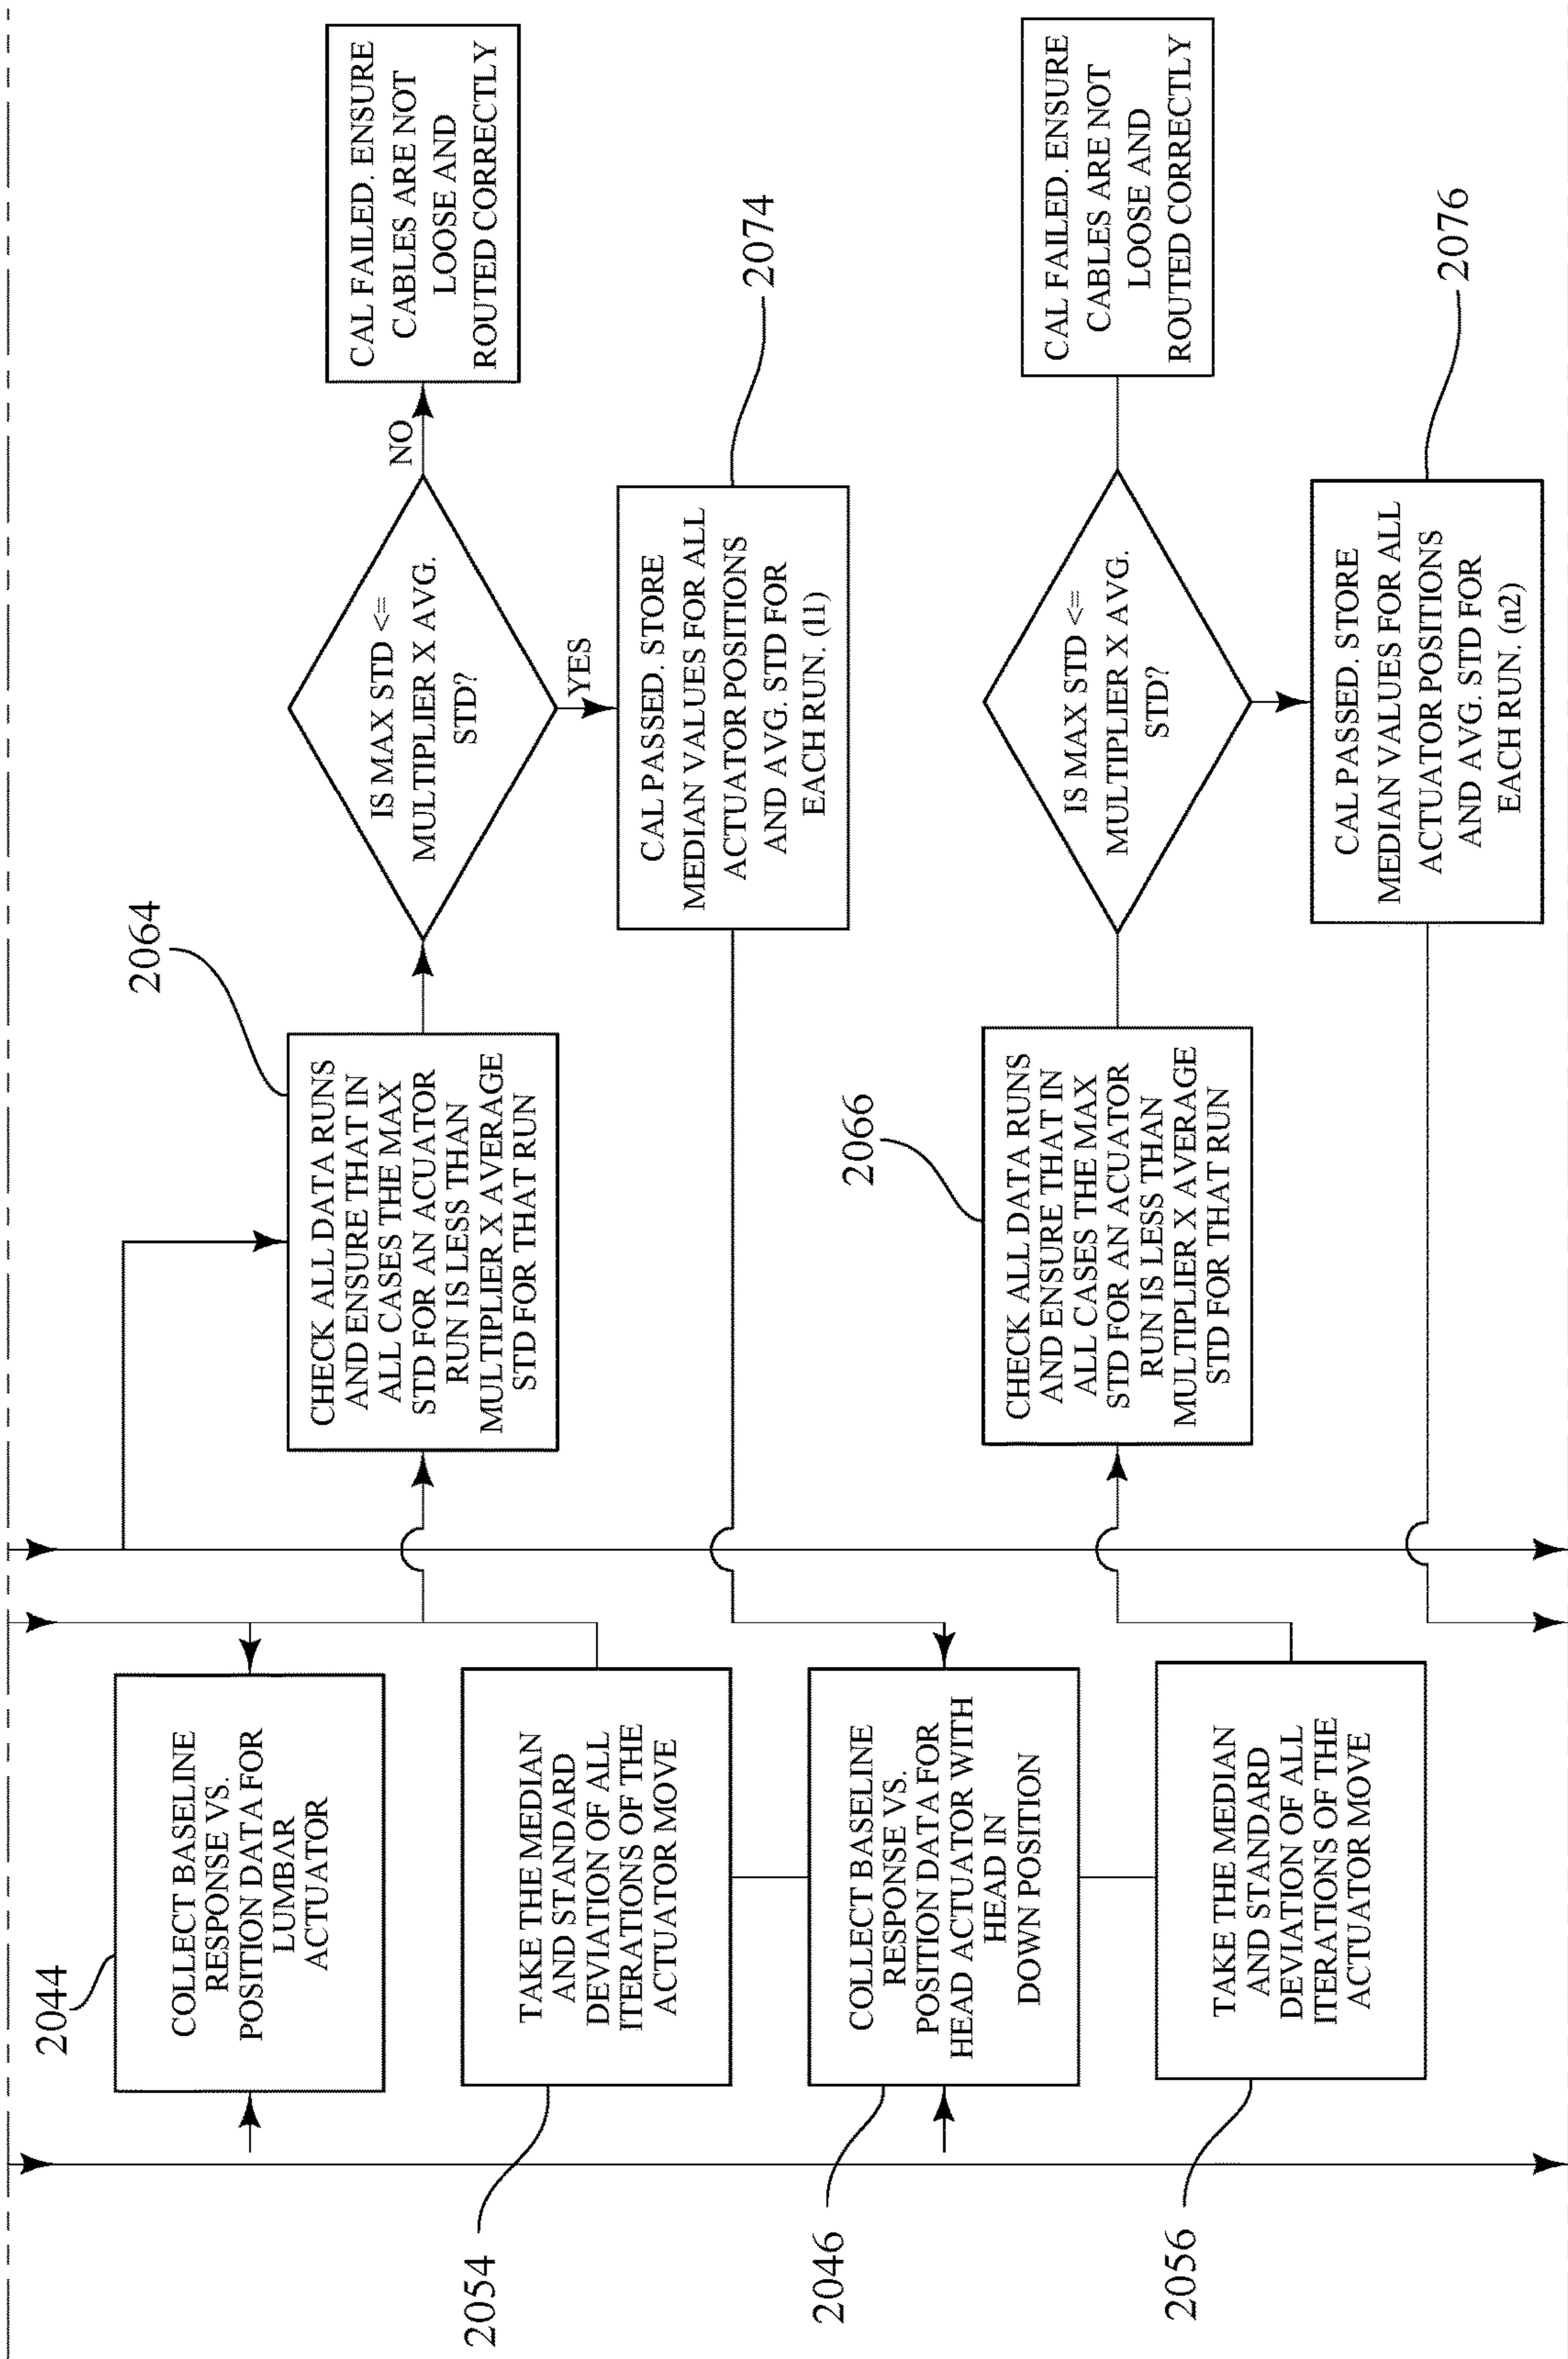 2044
COLLECT BASELINE
RESPONSE VS.
POSITION DATA FOR
LUMBAR
ACTUATOR
2054
TAKE THE MEDIAN
AND STANDARD
DEVIATION OF ALL
ITERATIONS OF THE
ACTUATOR MOVE
2064
CHECK ALL DATA RUNS
AND ENSURE THAT IN
ALL CASES THE MAX
STD FOR AN ACUATOR
RUN IS LESS THAN
MULTIPLIER X AVERAGE
STD FOR THAT RUN
IS MAX STD <=
MULTIPLIER X AVG.
STD?
NO
CAL FAILED. ENSURE
CABLES ARE NOT
LOOSE AND
ROUTED CORRECTLY
YES
CAL PASSED. STORE
MEDIAN VALUES FOR ALL
ACTUATOR POSITIONS
AND AVG. STD FOR
EACH RUN. (l1)
2074
2046
COLLECT BASELINE
RESPONSE VS.
POSITION DATA FOR
HEAD ACTUATOR WITH
HEAD IN
DOWN POSITION
2056
TAKE THE MEDIAN
AND STANDARD
DEVIATION OF ALL
ITERATIONS OF THE
ACTUATOR MOVE
2066
CHECK ALL DATA RUNS
AND ENSURE THAT IN
ALL CASES THE MAX
STD FOR AN ACUATOR
RUN IS LESS THAN
MULTIPLIER X AVERAGE
STD FOR THAT RUN
IS MAX STD <=
MULTIPLIER X AVG.
STD?
CAL FAILED. ENSURE
CABLES ARE NOT
LOOSE AND
ROUTED CORRECTLY
CAL PASSED. STORE
MEDIAN VALUES FOR ALL
ACTUATOR POSITIONS
AND AVG. STD FOR
EACH RUN. (n2)
2076